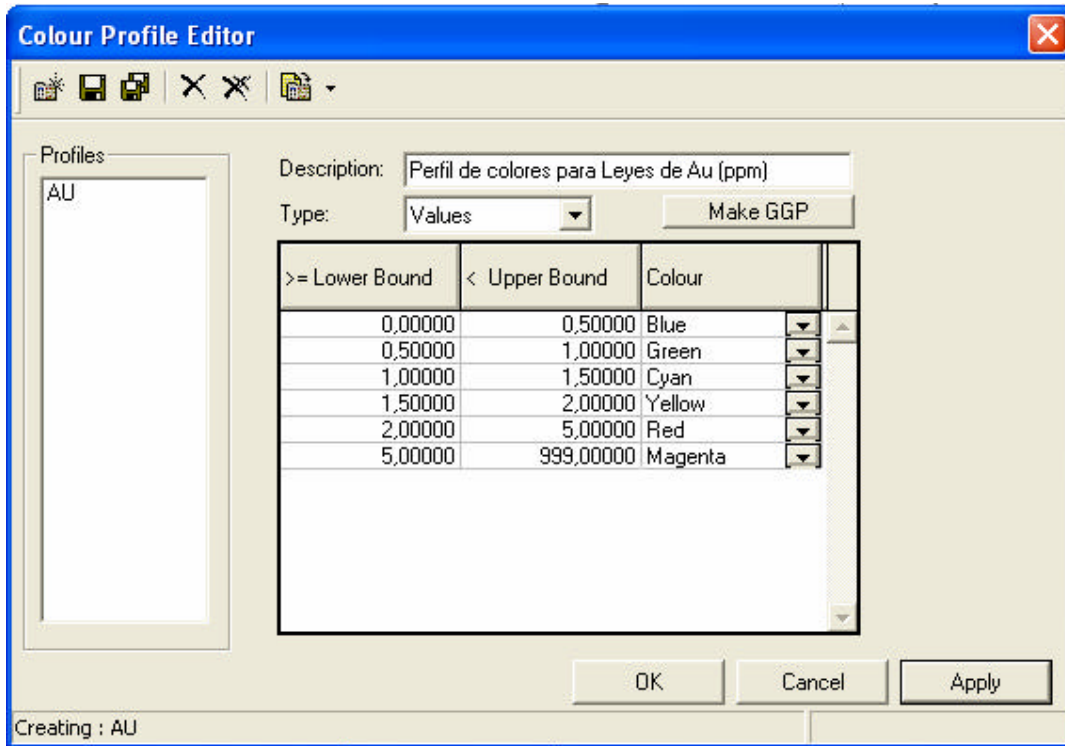 Colour Profile Editor
Profiles
AU
Description: Perfil de colores para Leyes de Au (ppm)
Type: Values Make GGP
>= Lower Bound < Upper Bound Colour
0,00000 0,50000 Blue
0,50000 1,00000 Green
1,00000 1,50000 Cyan
1,50000 2,00000 Yellow
2,00000 5,00000 Red
5,00000 999,00000 Magenta
OK Cancel Apply
Creating : AU